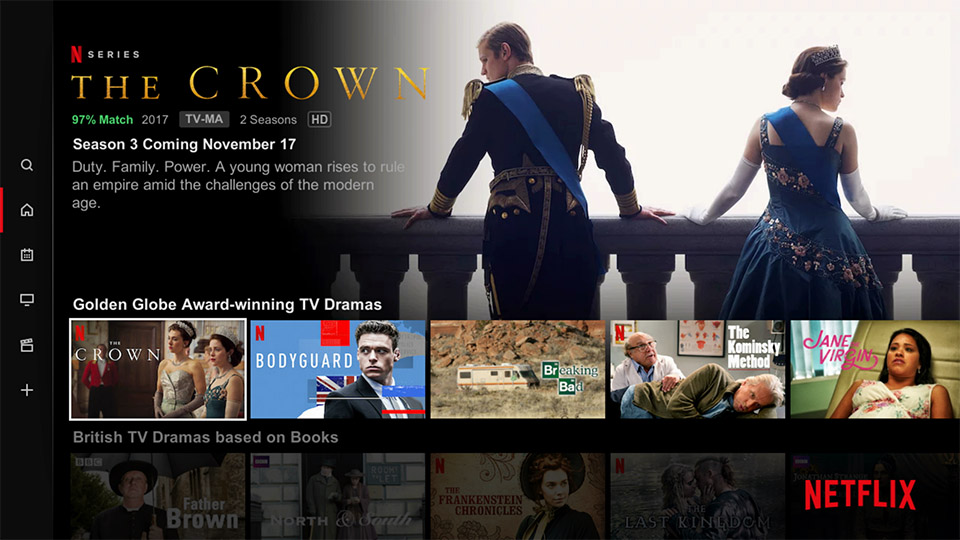 N SERIES
THE CROWN
97% Match 2017 TV-MA 2 Seasons HD
Season 3 Coming November 17
Duty. Family. Power. A young woman rises to rule
an empire amid the challenges of the modern
age.
Golden Globe Award-winning TV Dramas
N
THE
CROWN
N
BODYGUARD
Breaking
Bad
N
The
Kominsky
Method
JANE
THE
VIRGIN
British TV Dramas based on Books
BBC
Father
Brown
NORTH & South
N
THE
FRANKENSTEIN
CHRONICLES
N
THE
LAST KINGDOM
NETFLIX